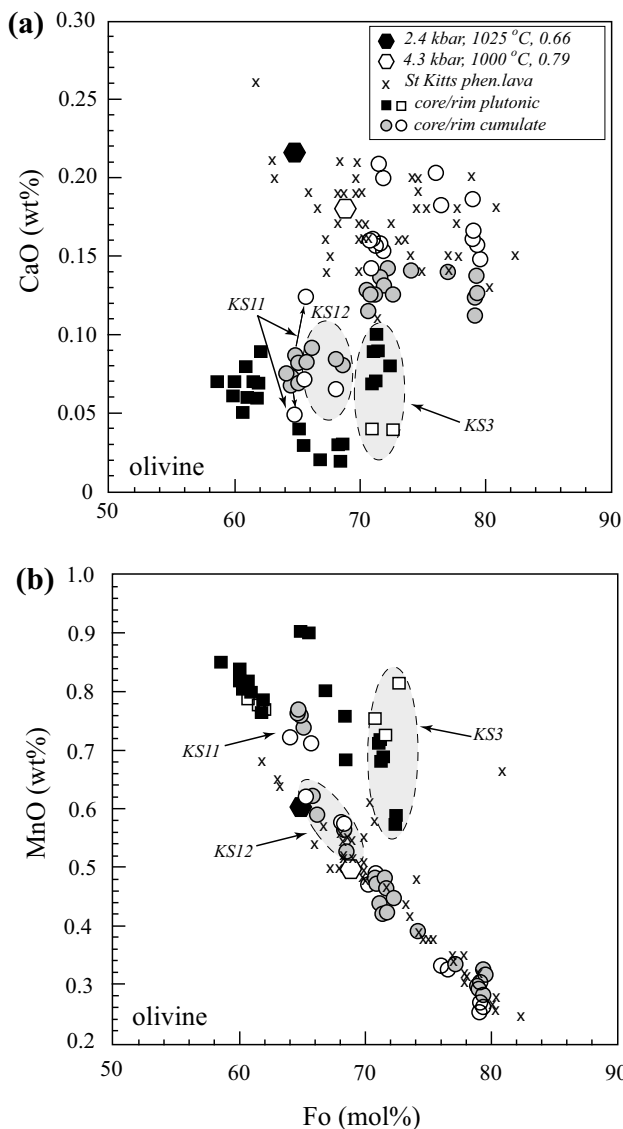 (a)
0.30
0.25
0.20
0.15
0.10
0.05
0
CaO (wt%)
2.4 kbar, 1025 °C, 0.66
4.3 kbar, 1000 °C, 0.79
x St Kitts phen.lava
core/rim plutonic
core/rim cumulate
KS11
KS12
KS3
olivine
50 60 70 80 90
(b)
1.0
0.9
0.8
0.7
0.6
0.5
0.4
0.3
0.2
MnO (wt%)
KS11
KS3
KS12
olivine
50 60 70 80 90
Fo (mol%)